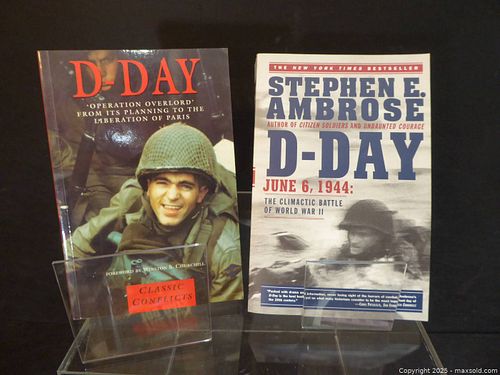 D-DAY
'OPERATION OVERLORD'
FROM ITS PLANNING TO THE
LIBERATION OF PARIS
FOREWORD BY WINSTON S. CHURCHILL
CLASSIC
CONFLICTS
THE NEW YORK TIMES BESTSELLER
STEPHEN E.
AMBROSE
AUTHOR OF CITIZEN SOLDIERS AND UNDAUNTED COURAGE
D-DAY
JUNE 6, 1944:
THE CLIMACTIC BATTLE
OF WORLD WAR II
Copyright 2025 - maxsold.com